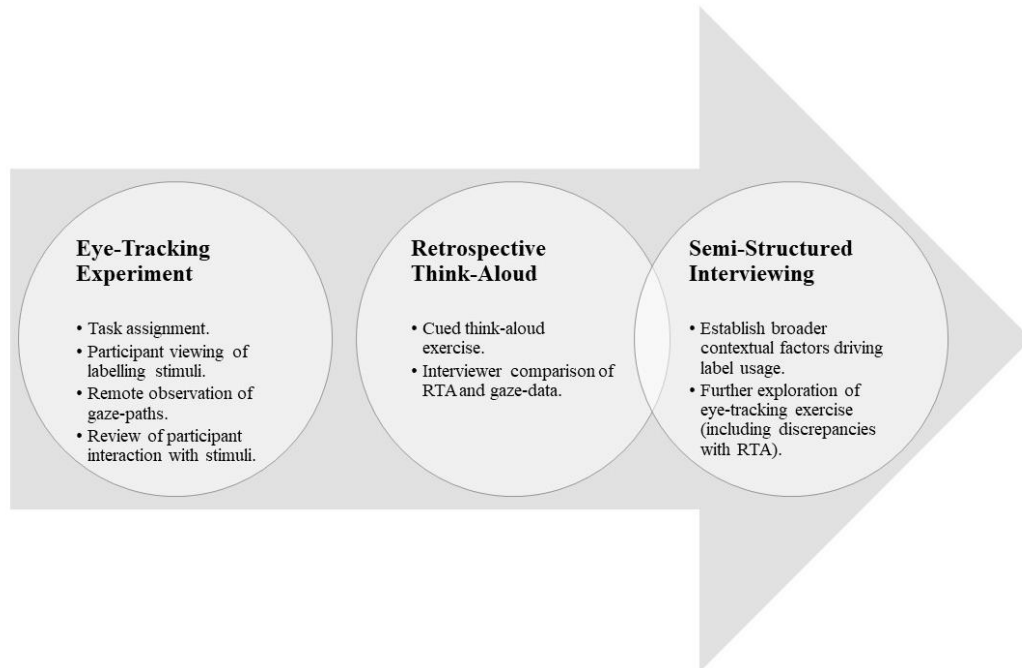 Eye-Tracking
Experiment
• Task assignment.
• Participant viewing of
labelling stimuli.
• Remote observation of
gaze-paths.
• Review of participant
interaction with stimuli.
Retrospective
Think-Aloud
• Cued think-aloud
exercise.
• Interviewer comparison of
RTA and gaze-data.
Semi-Structured
Interviewing
• Establish broader
contextual factors driving
label usage.
• Further exploration of
eye-tracking exercise
(including discrepancies
with RTA).